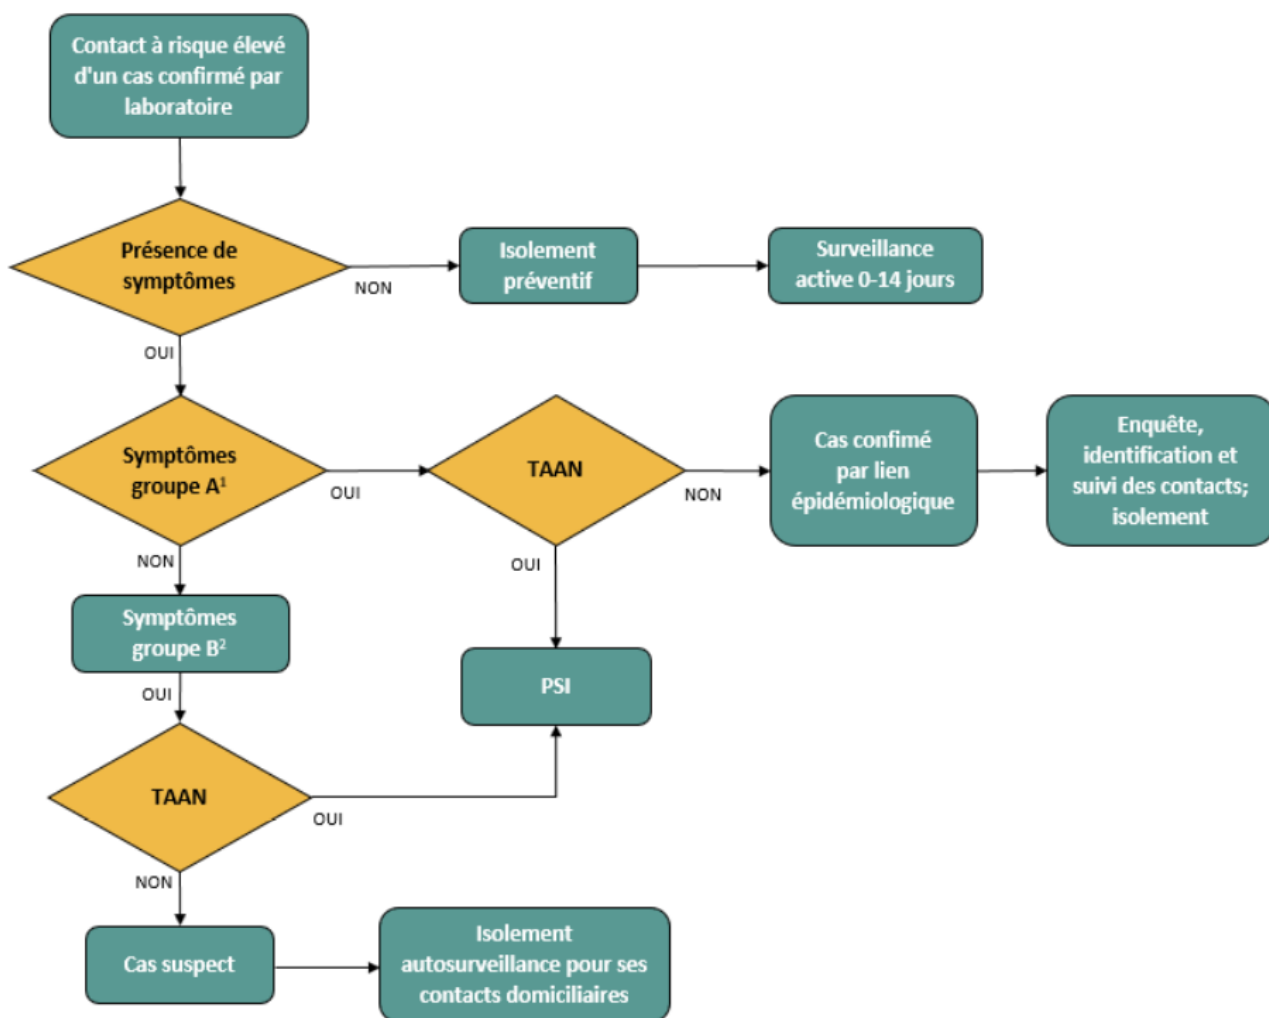 Contact à risque élevé
d'un cas confirmé par
laboratoire
Présence de
symptômes
NON
Isolement
préventif
Surveillance
active 0-14 jours
OUI
Symptômes
groupe A¹
OUI
TAAN
NON
Cas confimé
par lien
épidémiologique
Enquête,
identification et
suivi des contacts;
isolement
NON
OUI
Symptômes
groupe B²
PSI
OUI
TAAN
OUI
NON
Cas suspect
Isolement
autosurveillance pour ses
contacts domiciliaires